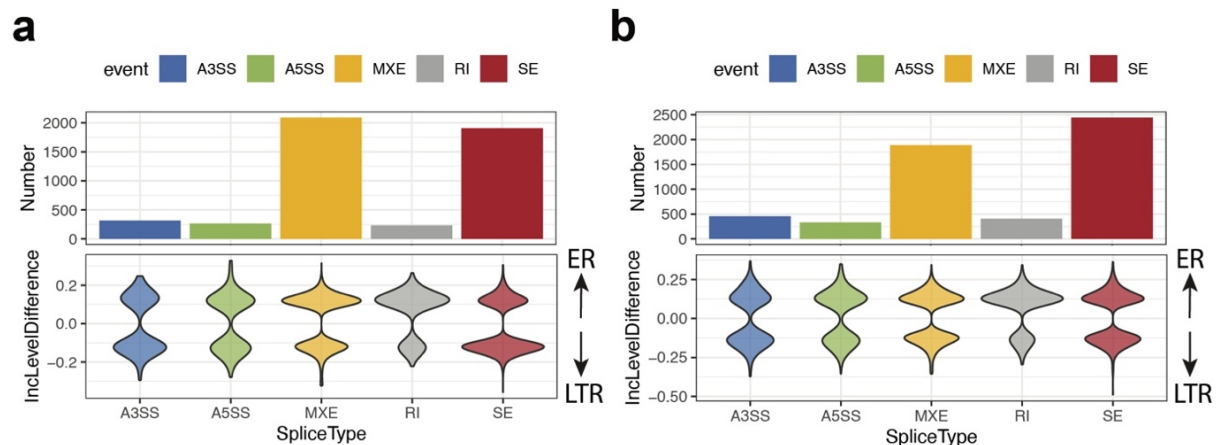 a
event A3SS A5SS MXE RI SE
Number
2000
1500
1000
500
0
IncLevelDifference
0.2
0.0
−0.2
ER
LTR
A3SS A5SS MXE RI SE
SpliceType
b
event A3SS A5SS MXE RI SE
Number
2500
2000
1500
1000
500
0
IncLevelDifference
0.25
0.00
−0.25
−0.50
ER
LTR
A3SS A5SS MXE RI SE
SpliceType